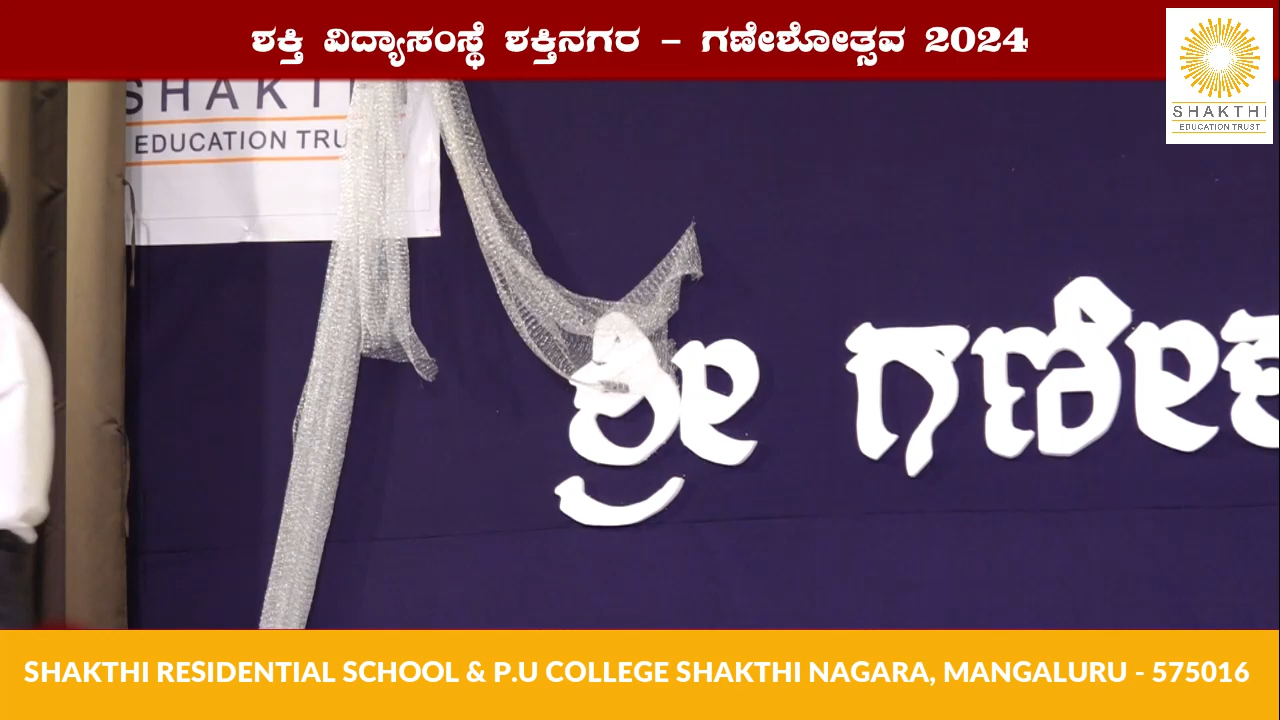 ಶಕ್ತಿ ವಿದ್ಯಾಸಂಸ್ಥೆ ಶಕ್ತಿನಗರ – ಗಣೇಶೋತ್ಸವ 2024
SHAKTHI
EDUCATION TRUST
SHAKTHI
EDUCATION TRU
ಶ್ರೀ ಗಣೇಶ
SHAKTHI RESIDENTIAL SCHOOL & P.U COLLEGE SHAKTHI NAGARA, MANGALURU - 575016